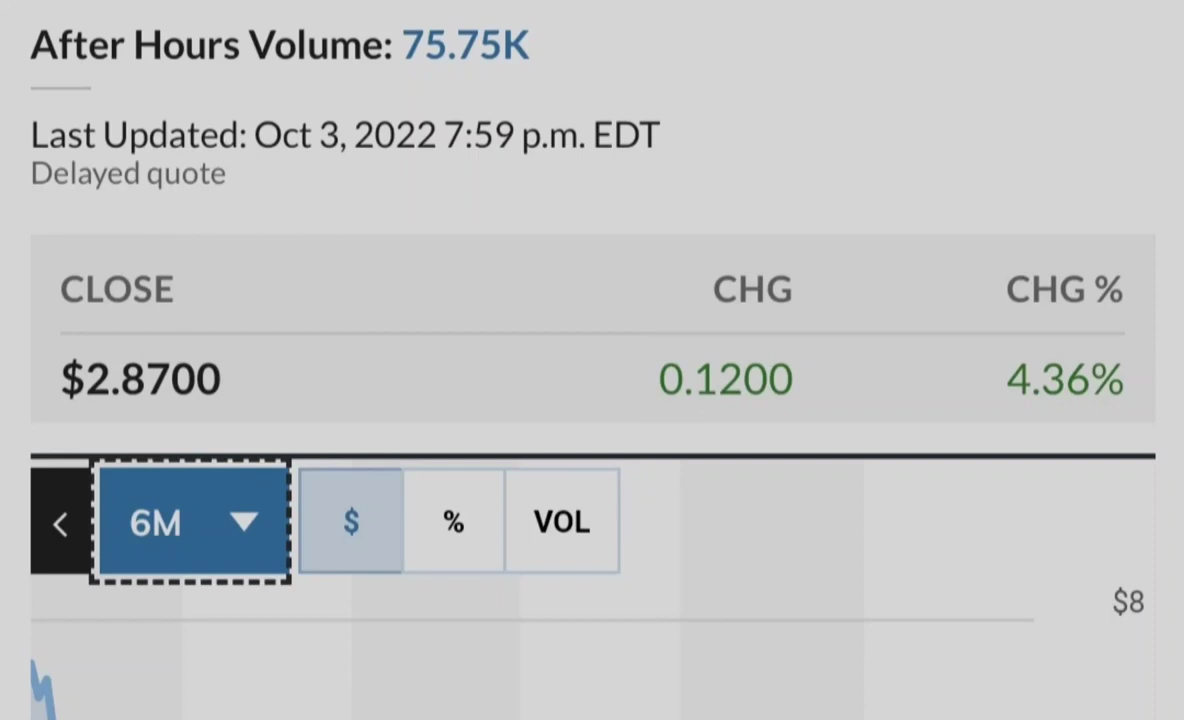 After Hours Volume: 75.75K
Last Updated: Oct 3, 2022 7:59 p.m. EDT
Delayed quote
CLOSE CHG CHG %
$2.8700 0.1200 4.36%
6M $ % VOL
$8